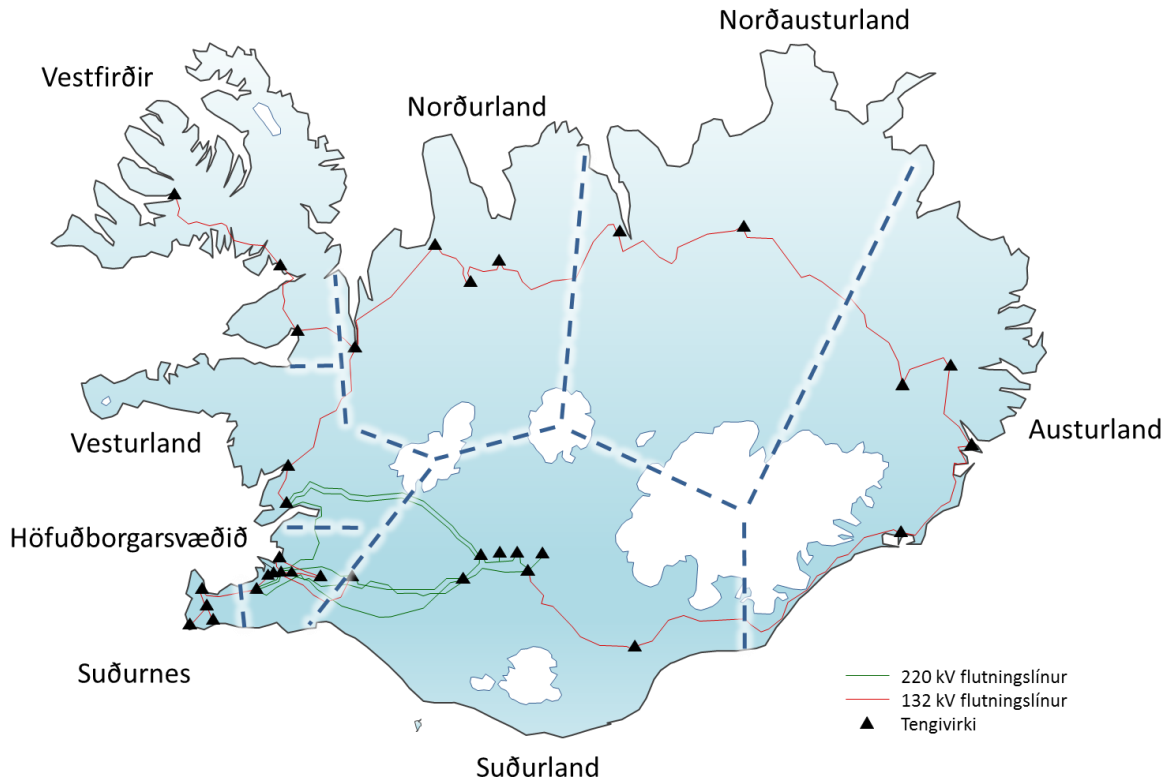 Norðausturland
Vestfirðir
Norðurland
Vesturland
Austurland
Höfuðborgarsvæðið
Suðurnes
Suðurland
220 kV flutningslínur
132 kV flutningslínur
Tengivirki